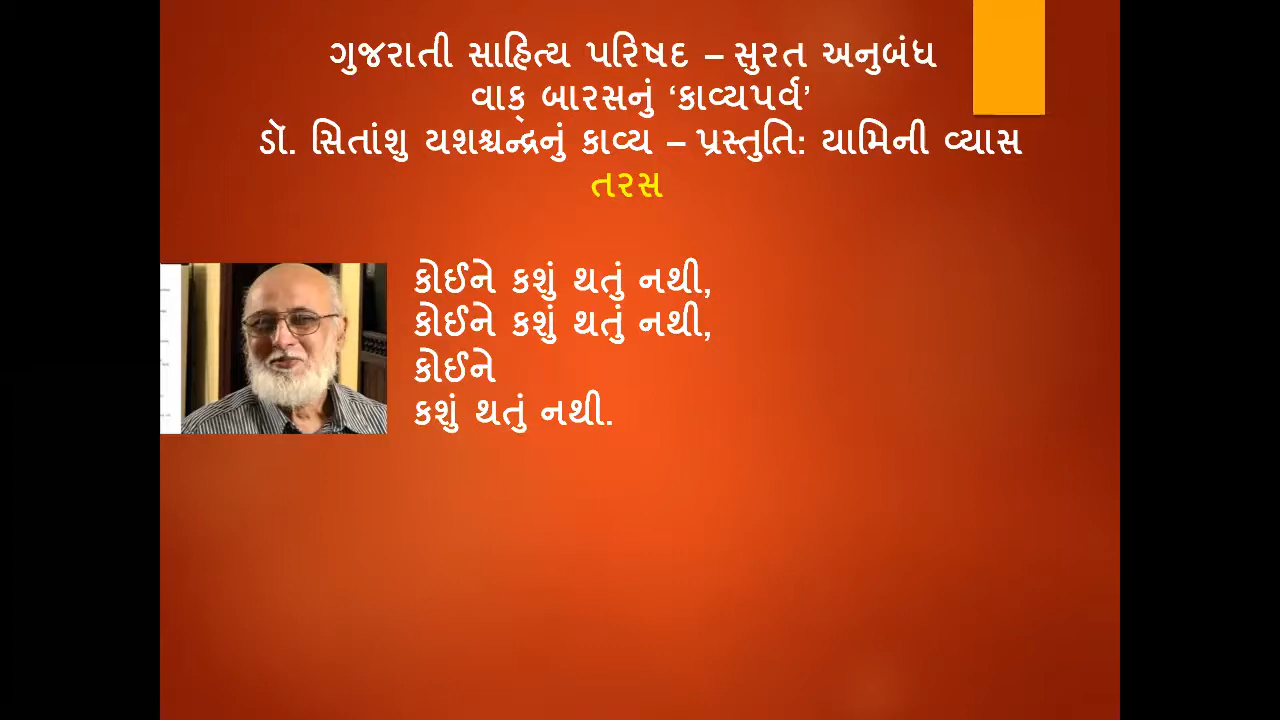 ગુજરાતી સાહિત્ય પરિષદ – સુરત અનુબંધ
વાક્ બારસનું ‘કાવ્યપર્વ’
ડૉ. સિતાંશુ યશશ્ચન્દ્રનું કાવ્ય – પ્રસ્તુતિ: યામિની વ્યાસ
તરસ
કોઈને કશું થતું નથી,
કોઈને કશું થતું નથી,
કોઈને
કશું થતું નથી.